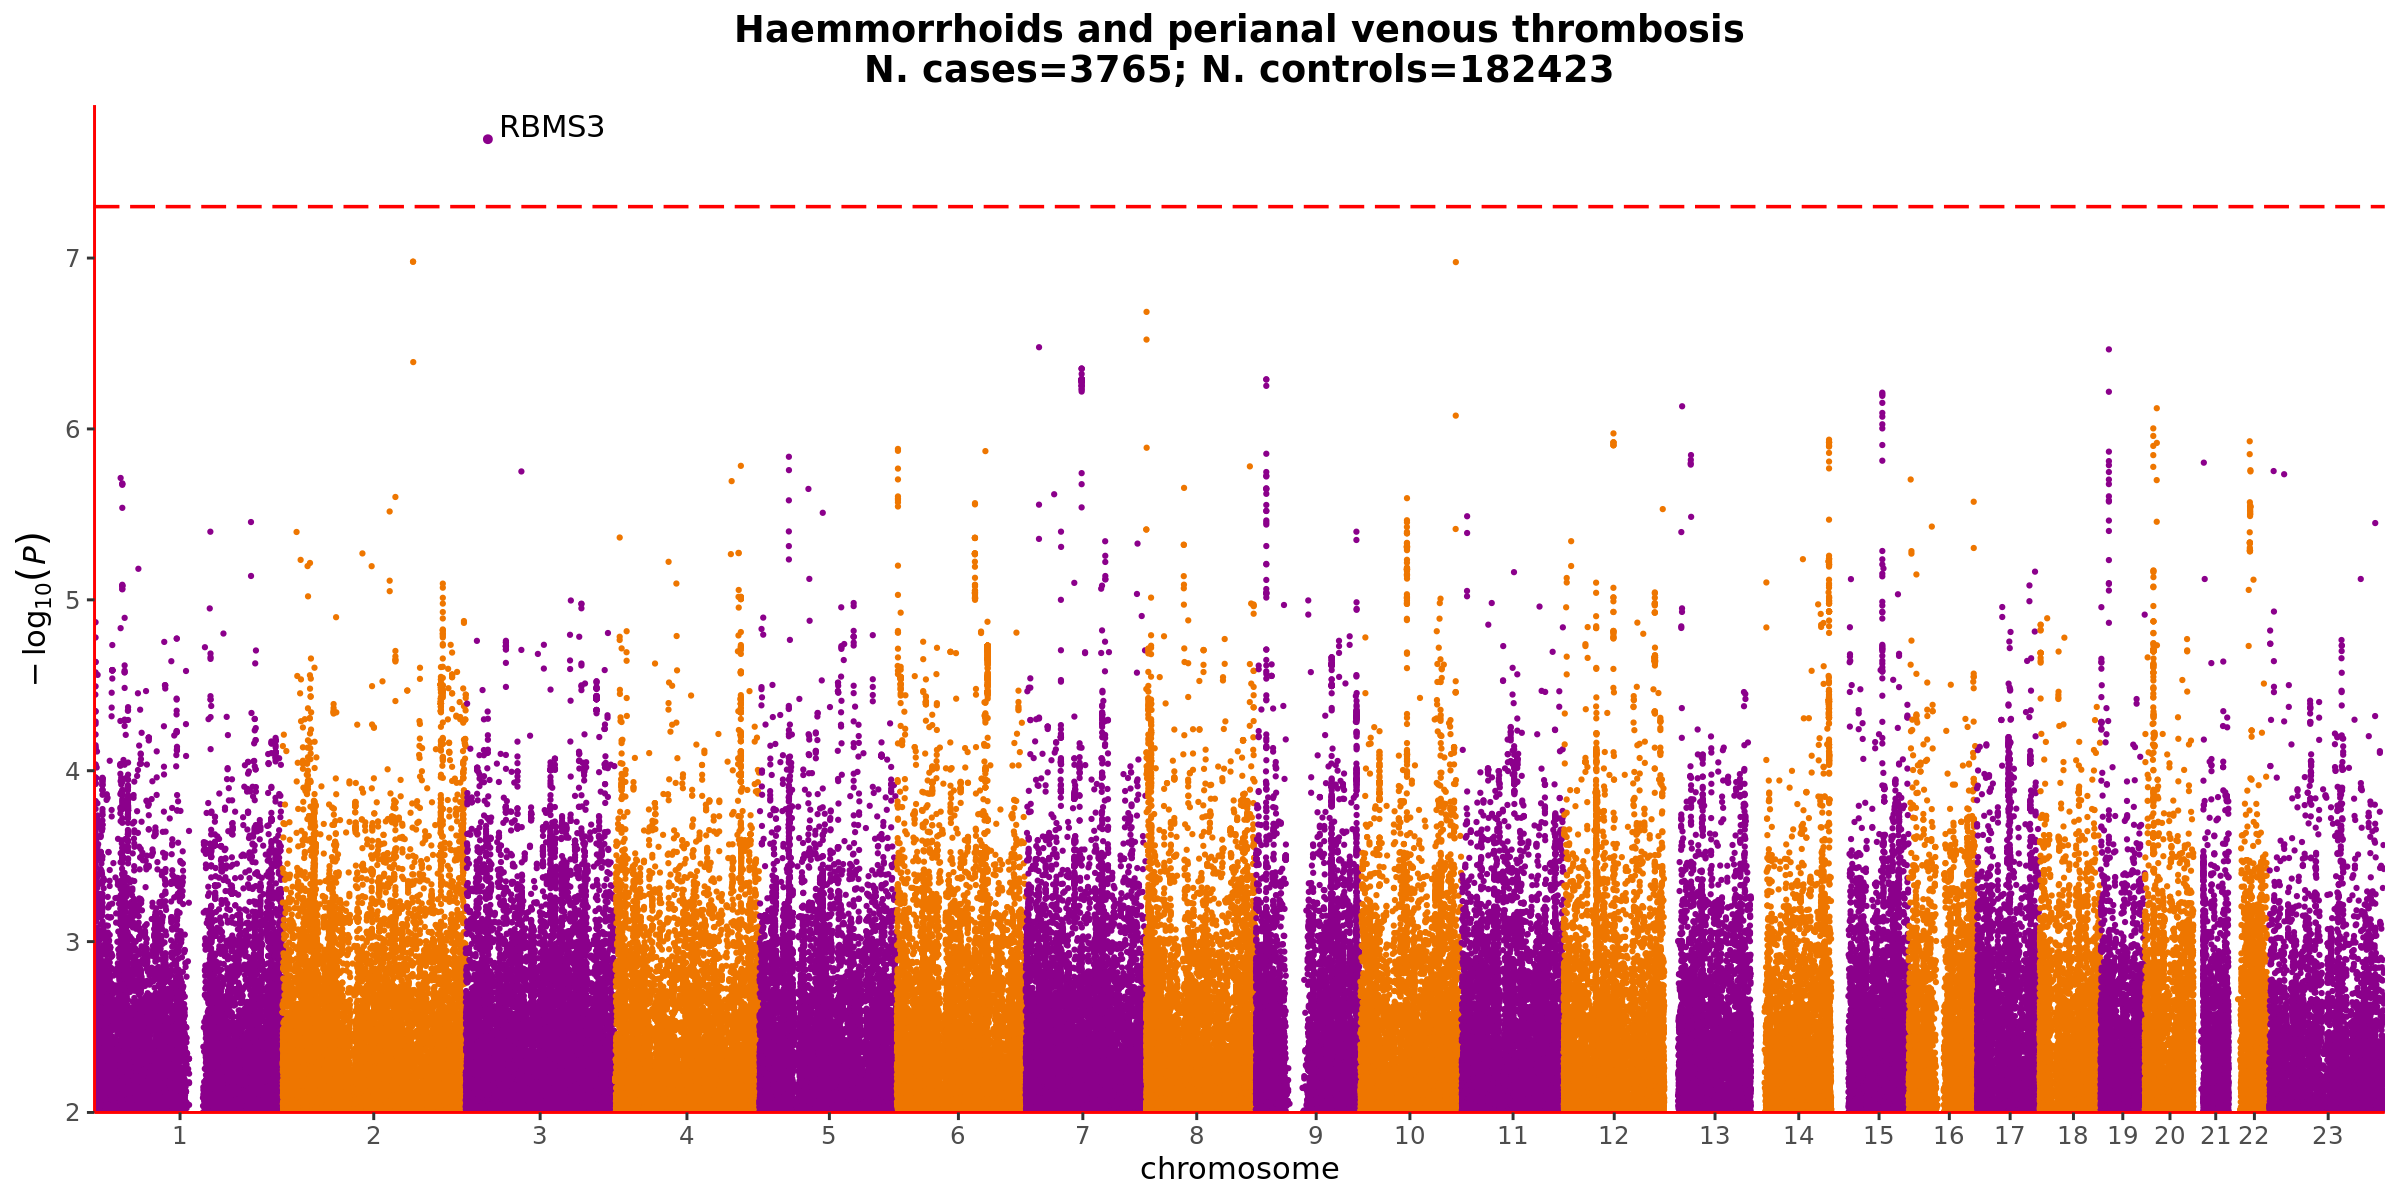 Haemmorrhoids and perianal venous thrombosis
N. cases=3765; N. controls=182423
RBMS3
7
6
5
4
3
2
−log10(P)
1 2 3 4 5 6 7 8 9 10 11 12 13 14 15 16 17 18 19 20 21 22 23
chromosome